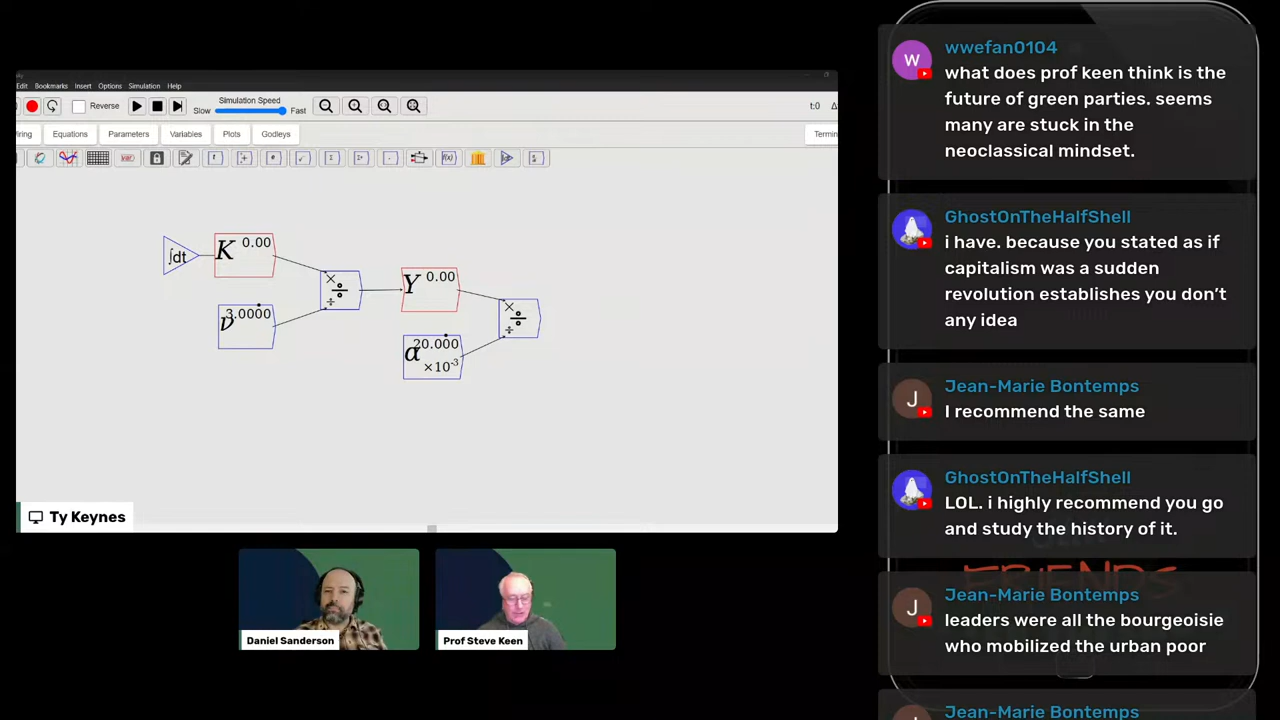 Edit Bookmarks Insert Options Simulation Help
Reverse
Simulation Speed
Slow Fast
t:0
Equations Parameters Variables Plots Godleys
var
f(x)
∫dt
K 0.00
ν 3.0000
×
÷
÷
Y 0.00
α 20.000
×10-3
×
÷
÷
Ty Keynes
Daniel Sanderson
Prof Steve Keen
W
wwefan0104
what does prof keen think is the
future of green parties. seems
many are stuck in the
neoclassical mindset.
GhostOnTheHalfShell
i have. because you stated as if
capitalism was a sudden
revolution establishes you don't
any idea
J
Jean-Marie Bontemps
I recommend the same
GhostOnTheHalfShell
LOL. i highly recommend you go
and study the history of it.
FRIENDS
J
Jean-Marie Bontemps
leaders were all the bourgeoisie
who mobilized the urban poor
Jean-Marie Bontemps